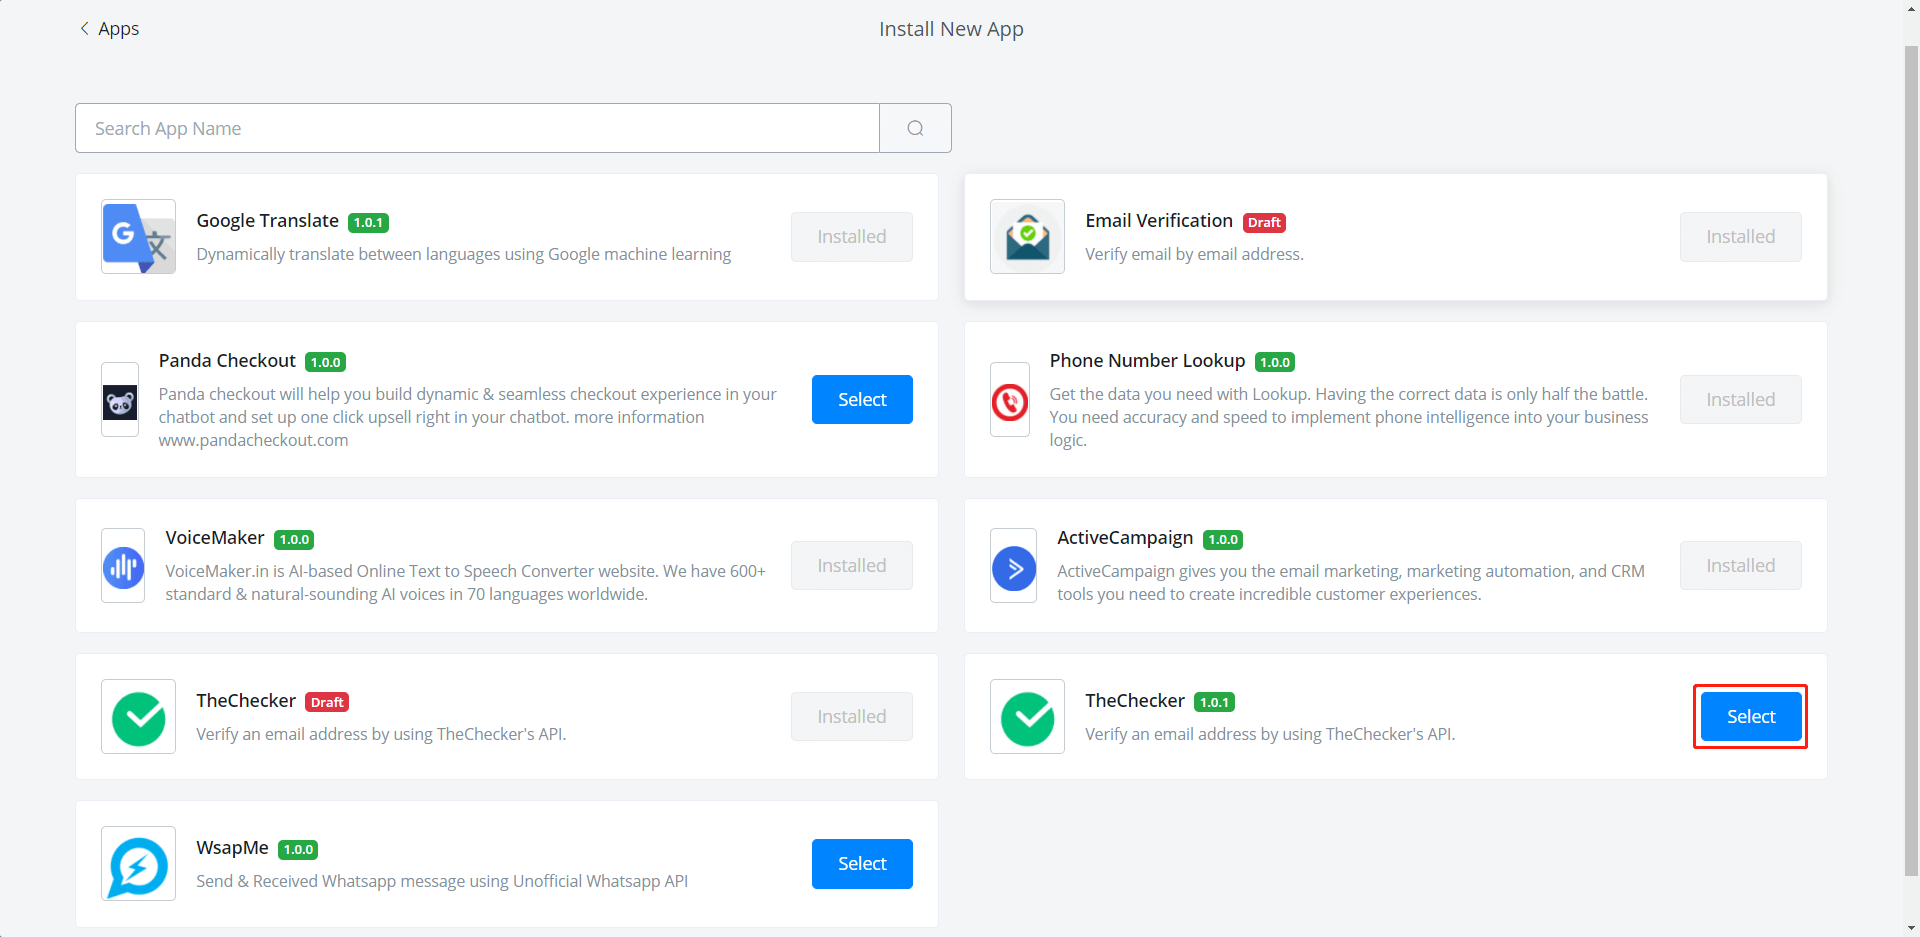 Apps
Install New App
Search App Name
Google Translate 1.0.1
Dynamically translate between languages using Google machine learning
Installed
Email Verification Draft
Verify email by email address.
Installed
Panda Checkout 1.0.0
Panda checkout will help you build dynamic & seamless checkout experience in your
chatbot and set up one click upsell right in your chatbot. more information
www.pandacheckout.com
Select
Phone Number Lookup 1.0.0
Get the data you need with Lookup. Having the correct data is only half the battle.
You need accuracy and speed to implement phone intelligence into your business
logic.
Installed
VoiceMaker 1.0.0
VoiceMaker.in is AI-based Online Text to Speech Converter website. We have 600+
standard & natural-sounding AI voices in 70 languages worldwide.
Installed
ActiveCampaign 1.0.0
ActiveCampaign gives you the email marketing, marketing automation, and CRM
tools you need to create incredible customer experiences.
Installed
TheChecker Draft
Verify an email address by using TheChecker's API.
Installed
TheChecker 1.0.1
Verify an email address by using TheChecker's API.
Select
WsapMe 1.0.0
Send & Received Whatsapp message using Unofficial Whatsapp API
Select